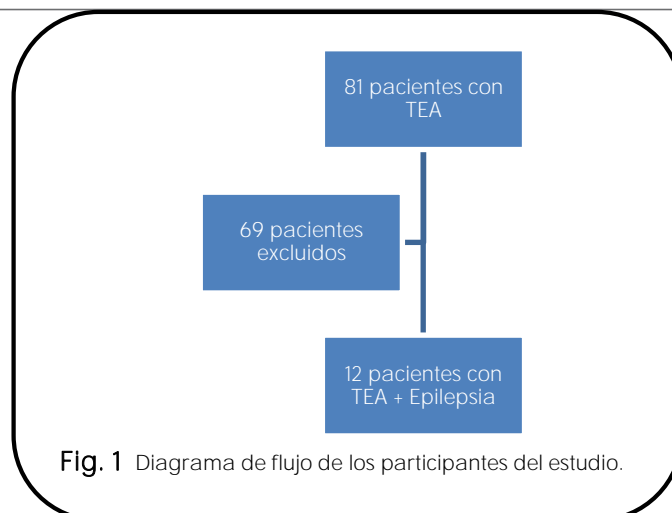 81 pacientes con
TEA
69 pacientes
excluidos
12 pacientes con
TEA + Epilepsia
Fig. 1 Diagrama de flujo de los participantes del estudio.